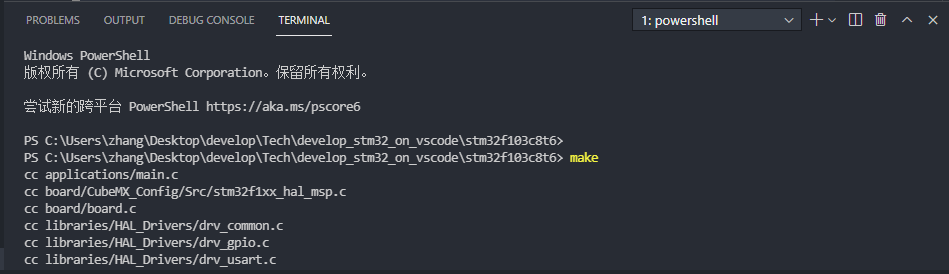 PROBLEMS OUTPUT DEBUG CONSOLE TERMINAL 1: powershell
Windows PowerShell
版权所有 (C) Microsoft Corporation。保留所有权利。
尝试新的跨平台 PowerShell https://aka.ms/pscore6
PS C:\Users\zhang\Desktop\develop\Tech\develop_stm32_on_vscode\stm32f103c8t6>
PS C:\Users\zhang\Desktop\develop\Tech\develop_stm32_on_vscode\stm32f103c8t6> make
cc applications/main.c
cc board/CubeMX_Config/Src/stm32f1xx_hal_msp.c
cc board/board.c
cc libraries/HAL_Drivers/drv_common.c
cc libraries/HAL_Drivers/drv_gpio.c
cc libraries/HAL_Drivers/drv_usart.c